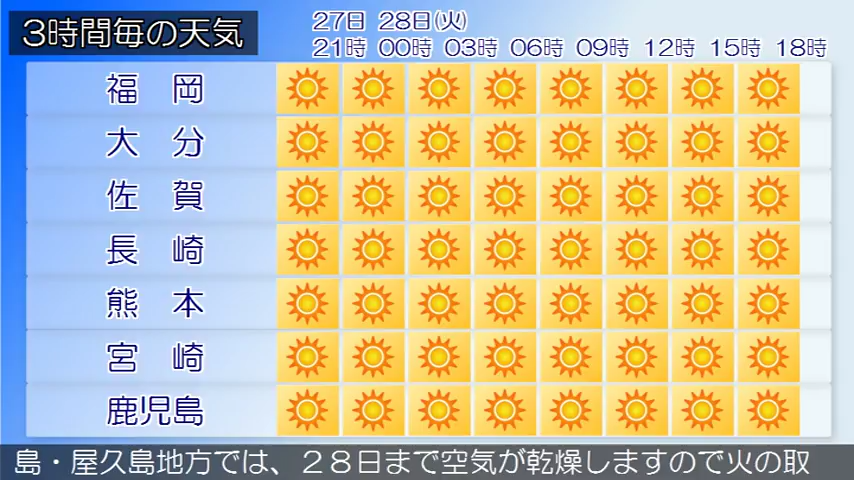 3時間毎の天気
27日 28日(火)
21時 00時 03時 06時 09時 12時 15時 18時
福岡
大分
佐賀
長崎
熊本
宮崎
鹿児島
島・屋久島地方では、２８日まで空気が乾燥しますので火の取